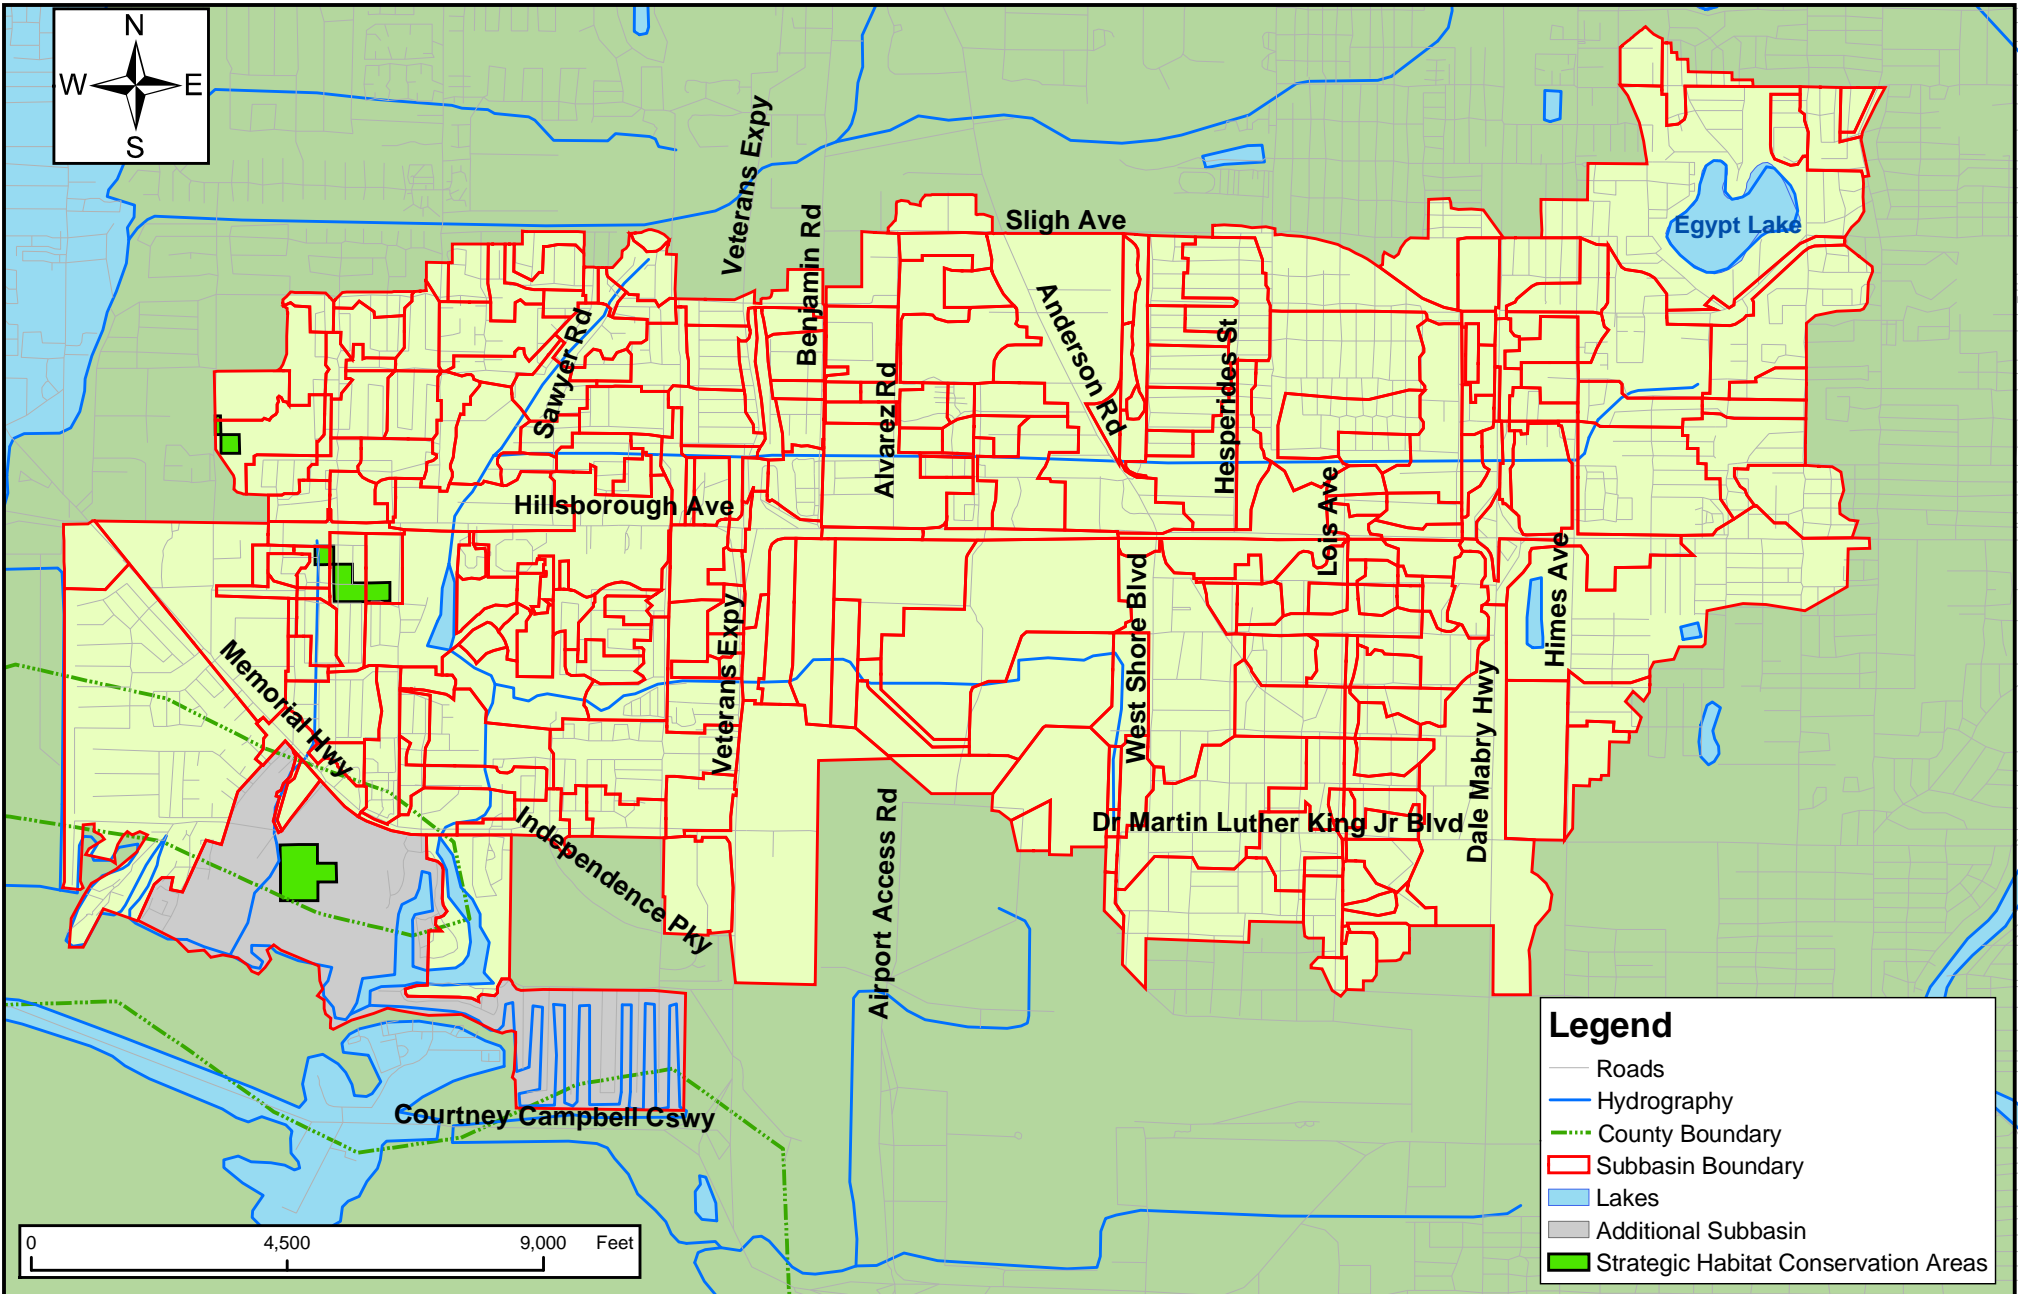 N
W E
S
Veterans Expy
Benjamin Rd
Sligh Ave
Egypt Lake
Sawyer Rd
Alvarez Rd
Anderson Rd
Hesperides St
Hillsborough Ave
Lois Ave
Himes Ave
Memorial Hwy
Veterans Expy
West Shore Blvd
Dale Mabry Hwy
Independence Pky
Airport Access Rd
Dr Martin Luther King Jr Blvd
Courtney Campbell Cswy
Legend
Roads
Hydrography
County Boundary
Subbasin Boundary
Lakes
Additional Subbasin
Strategic Habitat Conservation Areas
0 4,500 9,000 Feet